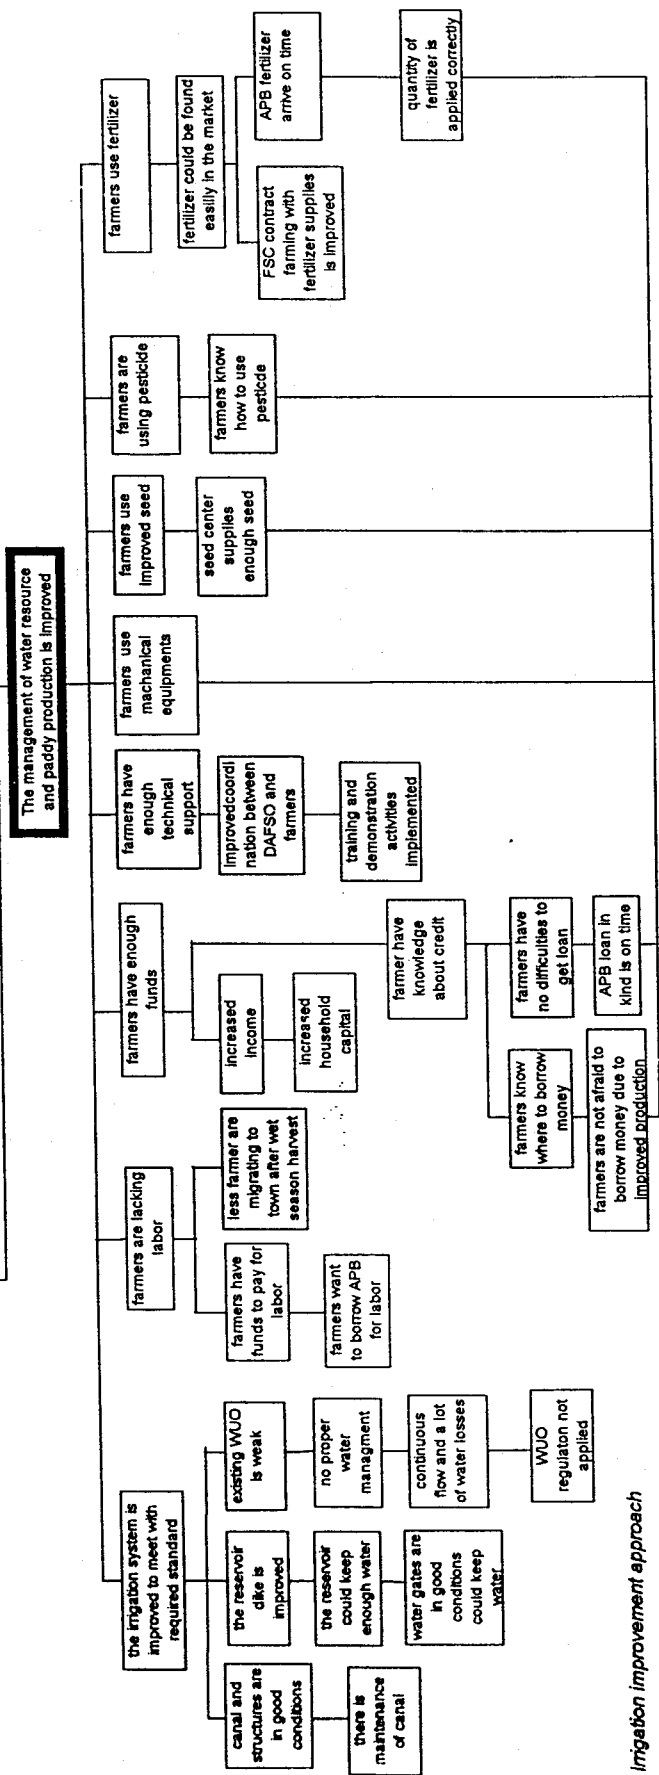 The management of water resource
and paddy production is improved
the irrigation system is
improved to meet with
required standard
canal and
structures are
in good
conditions
there is
maintenance
of canal
the reservoir
dike is
improved
the reservoir
could keep
enough water
water gates are
in good
conditions
could keep
water
existing WUO
is weak
no proper
water
managment
continuous
flow and a lot
of water losses
WUO
regulaton not
applied
farmers are lacking
labor
farmers have
funds to pay for
labor
farmers want
to borrow APB
for labor
less farmer are
migrating to
town after wet
season harvest
farmers have enough
funds
increased
income
increased
household
capital
farmer have
knowledge
about credit
farmers know
where to borrow
money
farmers are not afraid to
borrow money due to
improved production
farmers have
no difficulties to
get loan
APB loan in
kind is on time
farmers have
enough
technical
support
improvedcoordi
nation between
DAFSO and
farmers
training and
demonstration
activities
implemented
farmers use
machanical
equipments
farmers use
improved seed
seed center
supplies
enough seed
farmers are
using pesticide
farmers know
how to use
pesticde
farmers use fertilizer
fertilizer could be found
easilly in the market
FSC contract
farming with
fertilizer supplies
is improved
APB fertilizer
arrive on time
quantity of
fertilizer is
applied correctly
Irrigation improvement approach